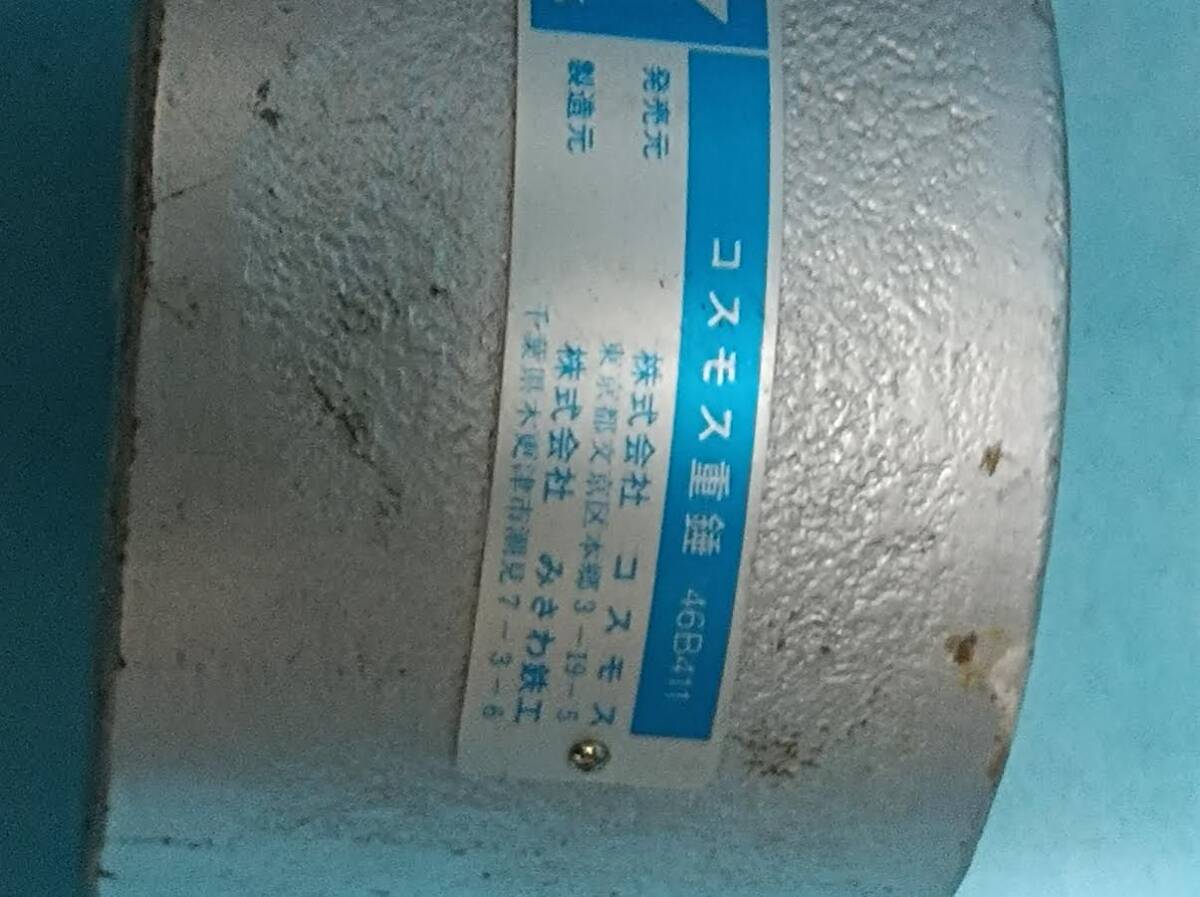 コスモス重錘 46B411
発売元 株式会社 コスモス
東京都文京区本郷3-19-5
製造元 株式会社 みさわ鉄工
千葉県木更津市潮見7-3-6